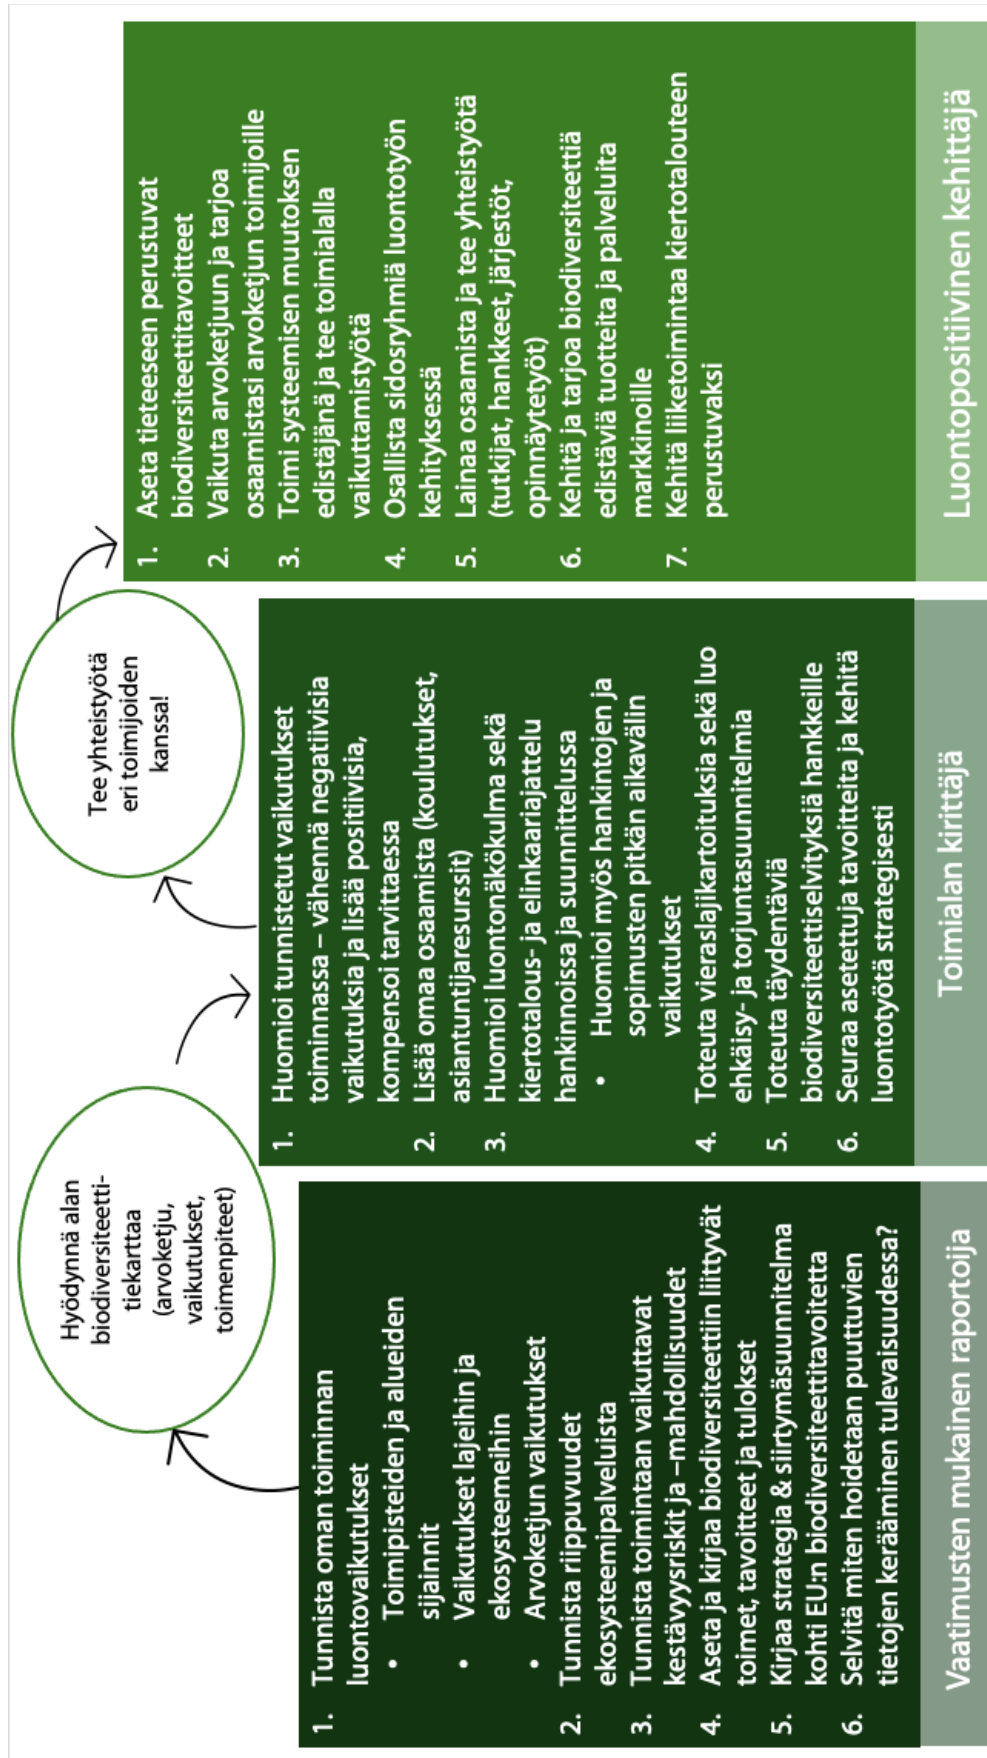 Hyödynnä alan
biodiversiteetti-
tiekarttaa
(arvoketju,
vaikutukset,
toimenpiteet)
Tee yhteistyötä
eri toimijoiden
kanssa!
1. Tunnista oman toiminnan
luontovaikutukset
• Toimipisteiden ja alueiden
sijainnit
• Vaikutukset lajeihin ja
ekosysteemeihin
• Arvoketjun vaikutukset
2. Tunnista riippuvuudet
ekosysteemipalveluista
3. Tunnista toimintaan vaikuttavat
kestävyysriskit ja –mahdollisuudet
4. Aseta ja kirjaa biodiversiteettiin liittyvät
toimet, tavoitteet ja tulokset
5. Kirjaa strategia & siirtymäsuunnitelma
kohti EU:n biodiversiteettitavoitetta
6. Selvitä miten hoidetaan puuttuvien
tietojen kerääminen tulevaisuudessa?
Vaatimusten mukainen raportoija
1. Huomioi tunnistetut vaikutukset
toiminnassa – vähennä negatiivisia
vaikutuksia ja lisää positiivisia,
kompensoi tarvittaessa
2. Lisää omaa osaamista (koulutukset,
asiantuntijaresurssit)
3. Huomioi luontonäkökulma sekä
kiertotalous- ja elinkaariajattelu
hankinnoissa ja suunnittelussa
• Huomioi myös hankintojen ja
sopimusten pitkän aikavälin
vaikutukset
4. Toteuta vieraslajikartoituksia sekä luo
ehkäisy- ja torjuntasuunnitelmia
5. Toteuta täydentäviä
biodiversiteettiselvityksiä hankkeille
6. Seuraa asetettuja tavoitteita ja kehitä
luontotyötä strategisesti
Toimialan kirittäjä
1. Aseta tieteeseen perustuvat
biodiversiteettitavoitteet
2. Vaikuta arvoketjuun ja tarjoa
osaamistasi arvoketjun toimijoille
3. Toimi systeemisen muutoksen
edistäjänä ja tee toimialalla
vaikuttamistyötä
4. Osallista sidosryhmiä luontotyön
kehityksessä
5. Lainaa osaamista ja tee yhteistyötä
(tutkijat, hankkeet, järjestöt,
opinnäytetyöt)
6. Kehitä ja tarjoa biodiversiteettiä
edistäviä tuotteita ja palveluita
markkinoille
7. Kehitä liiketoimintaa kiertotalouteen
perustuvaksi
Luontopositiivinen kehittäjä